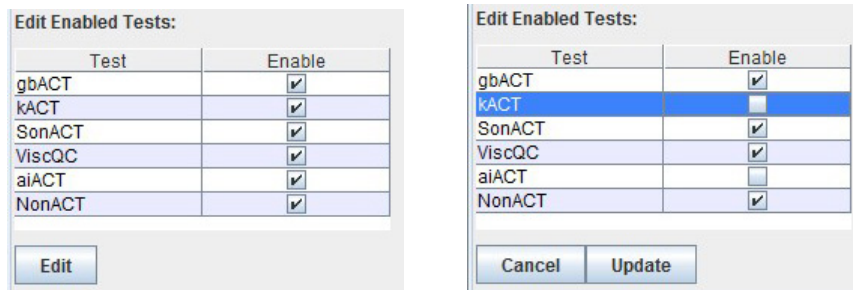 Edit Enabled Tests:
Test Enable
gbACT
kACT
SonACT
ViscQC
aiACT
NonACT
Edit
Edit Enabled Tests:
Test Enable
gbACT
kACT
SonACT
ViscQC
aiACT
NonACT
Cancel Update